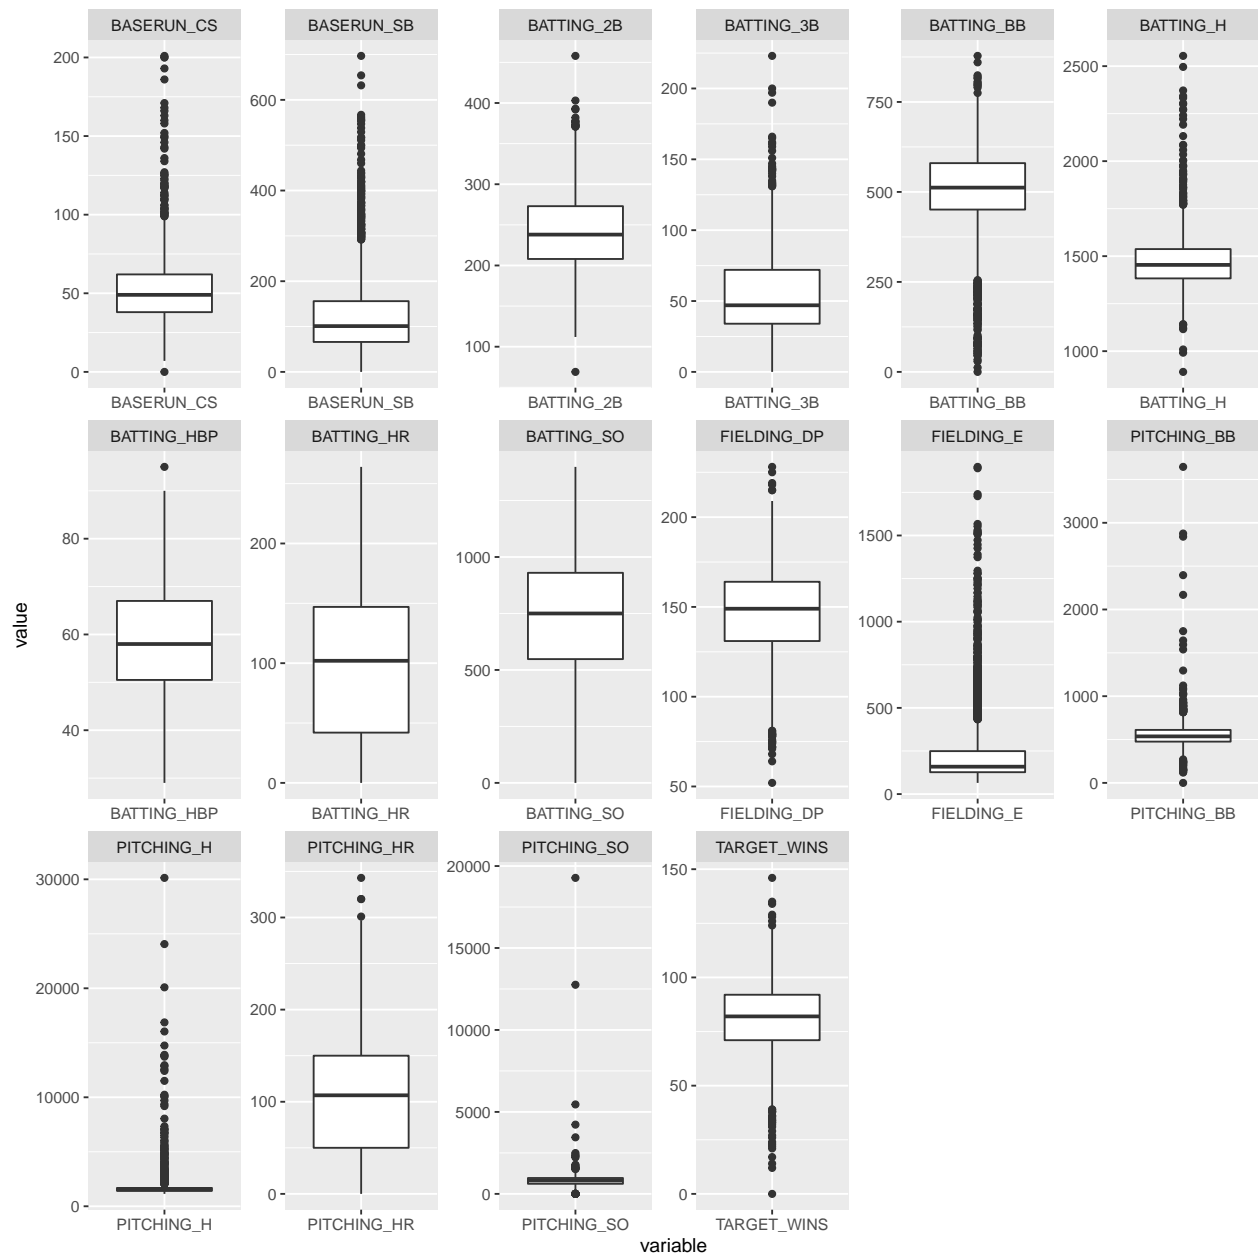 BASERUN_CS BASERUN_SB BATTING_2B BATTING_3B BATTING_BB BATTING_H
200 150 100 50 0
600 400 200 0
400 300 200 100
200 150 100 50 0
750 500 250 0
2500 2000 1500 1000
BASERUN_CS BASERUN_SB BATTING_2B BATTING_3B BATTING_BB BATTING_H
BATTING_HBP BATTING_HR BATTING_SO FIELDING_DP FIELDING_E PITCHING_BB
80 60 40
200 100 0
1000 500 0
200 150 100 50
1500 1000 500 0
3000 2000 1000 0
BATTING_HBP BATTING_HR BATTING_SO FIELDING_DP FIELDING_E PITCHING_BB
value
PITCHING_H PITCHING_HR PITCHING_SO TARGET_WINS
30000 20000 10000 0
300 200 100 0
20000 15000 10000 5000 0
150 100 50 0
PITCHING_H PITCHING_HR PITCHING_SO TARGET_WINS
variable